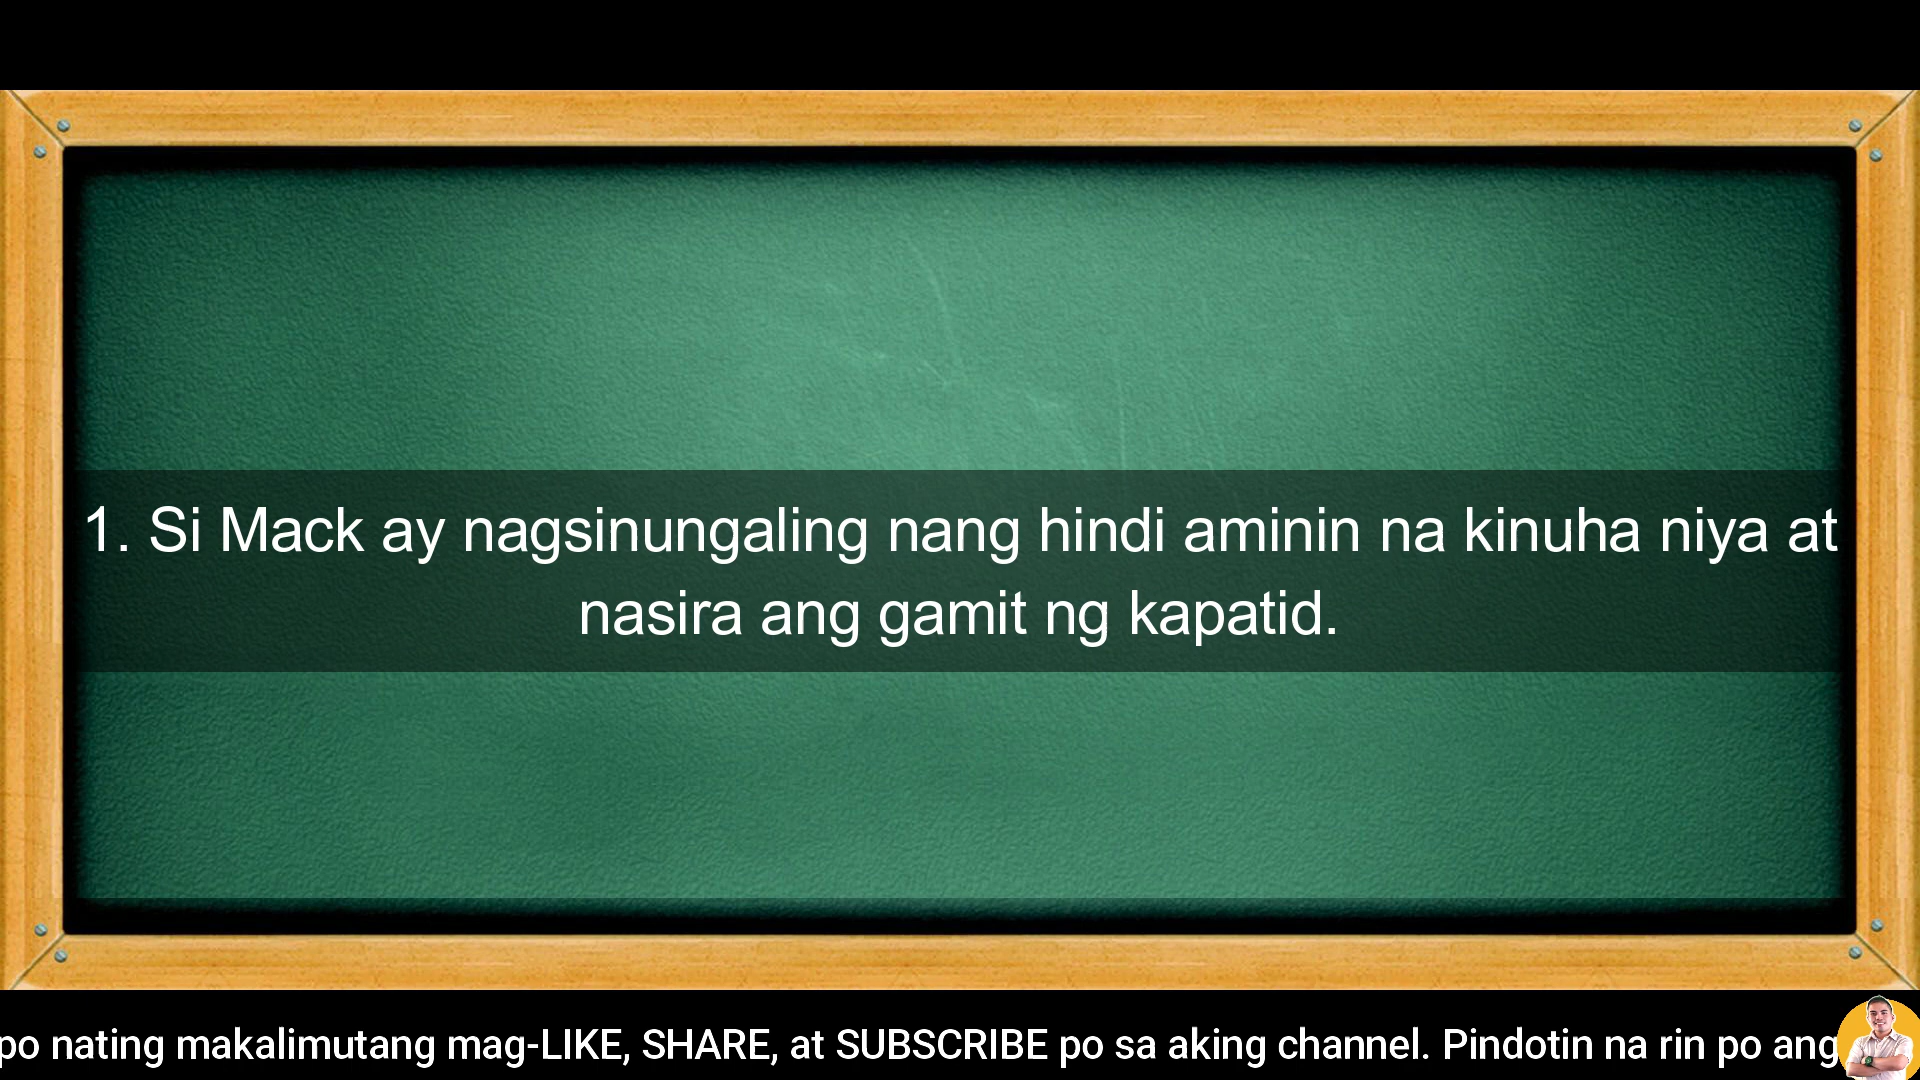 1. Si Mack ay nagsinungaling nang hindi aminin na kinuha niya at
nasira ang gamit ng kapatid.
po nating makalimutang mag-LIKE, SHARE, at SUBSCRIBE po sa aking channel. Pindotin na rin po ang